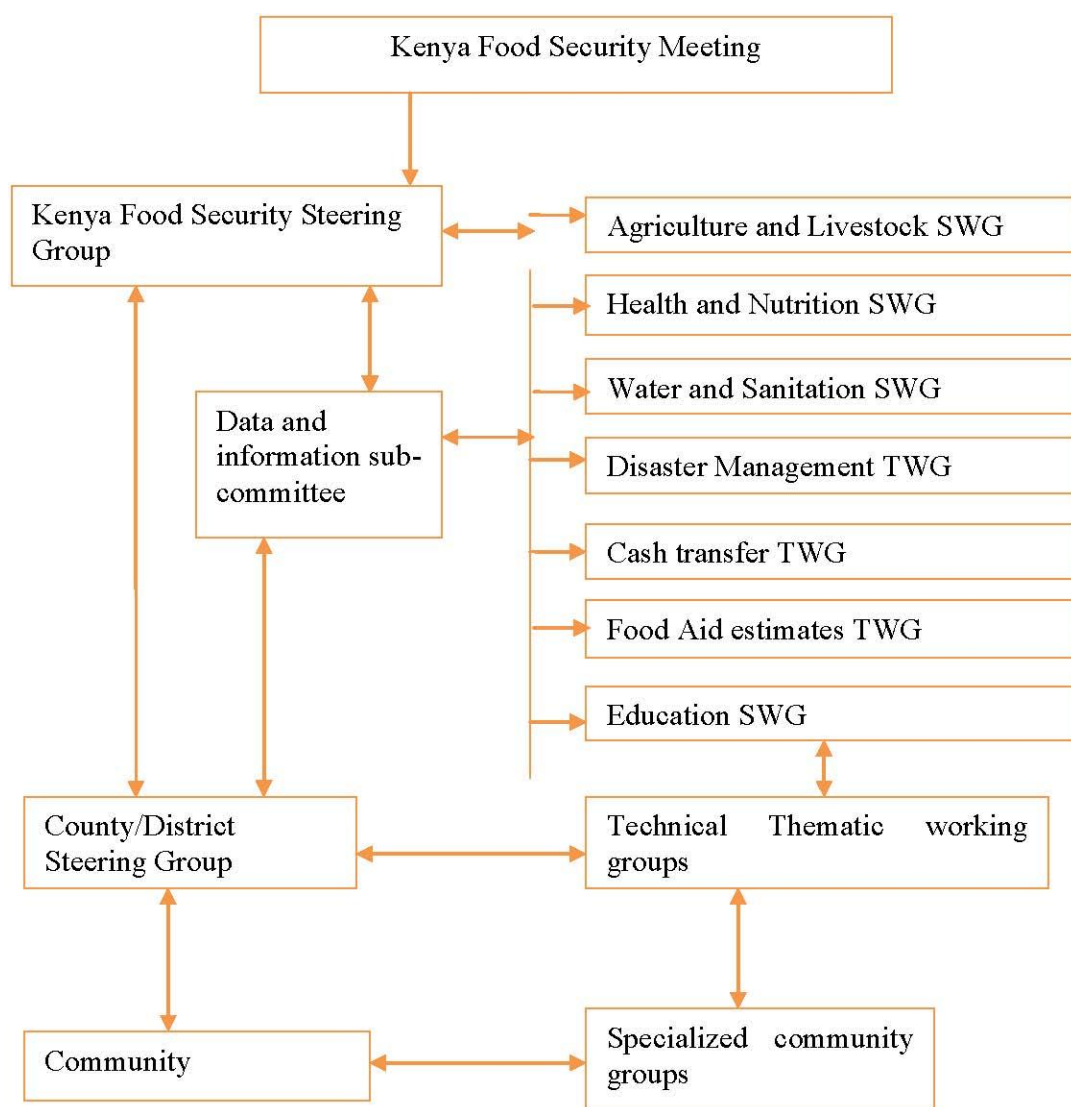 Kenya Food Security Meeting
Kenya Food Security Steering
Group
Agriculture and Livestock SWG
Health and Nutrition SWG
Water and Sanitation SWG
Data and
information sub-
committee
Disaster Management TWG
Cash transfer TWG
Food Aid estimates TWG
Education SWG
County/District
Steering Group
Technical Thematic working
groups
Community
Specialized community
groups